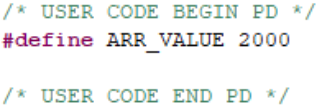 /* USER CODE BEGIN PD */
#define ARR_VALUE 2000
/* USER CODE END PD */